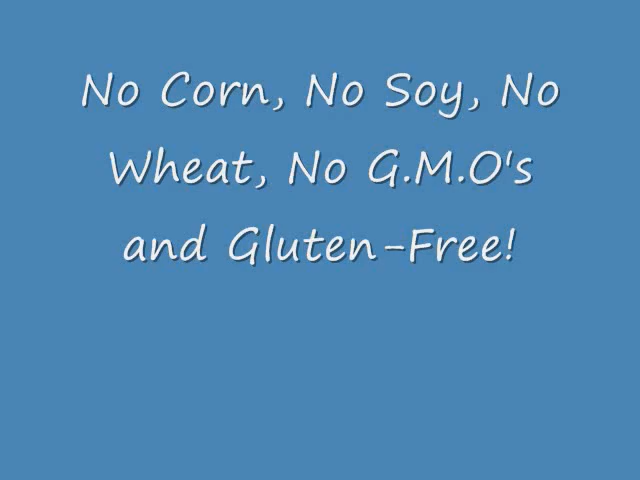 No Corn, No Soy, No
Wheat, No G.M.O's
and Gluten-Free!